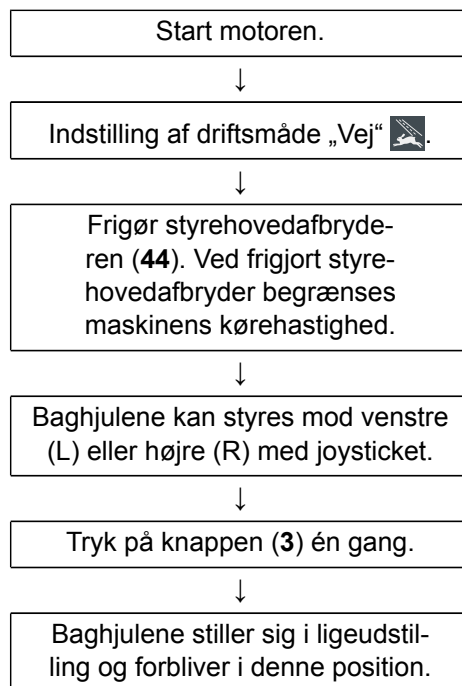 Start motoren.
↓
Indstilling af driftsmåde „Vej“ .
↓
Frigør styrehovedafbryde-
ren (44). Ved frigjort styre-
hovedafbryder begrænses
maskinens kørehastighed.
↓
Baghjulene kan styres mod venstre
(L) eller højre (R) med joysticket.
↓
Tryk på knappen (3) én gang.
↓
Baghjulene stiller sig i ligeudstil-
ling og forbliver i denne position.